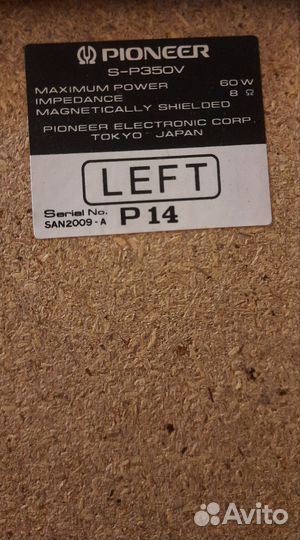 PIONEER
S-P350V
MAXIMUM POWER 60 W
IMPEDANCE 8 Ω
MAGNETICALLY SHIELDED
PIONEER ELECTRONIC CORP.
TOKYO JAPAN
LEFT
Serial No. P14
SAN2009-A
Avito